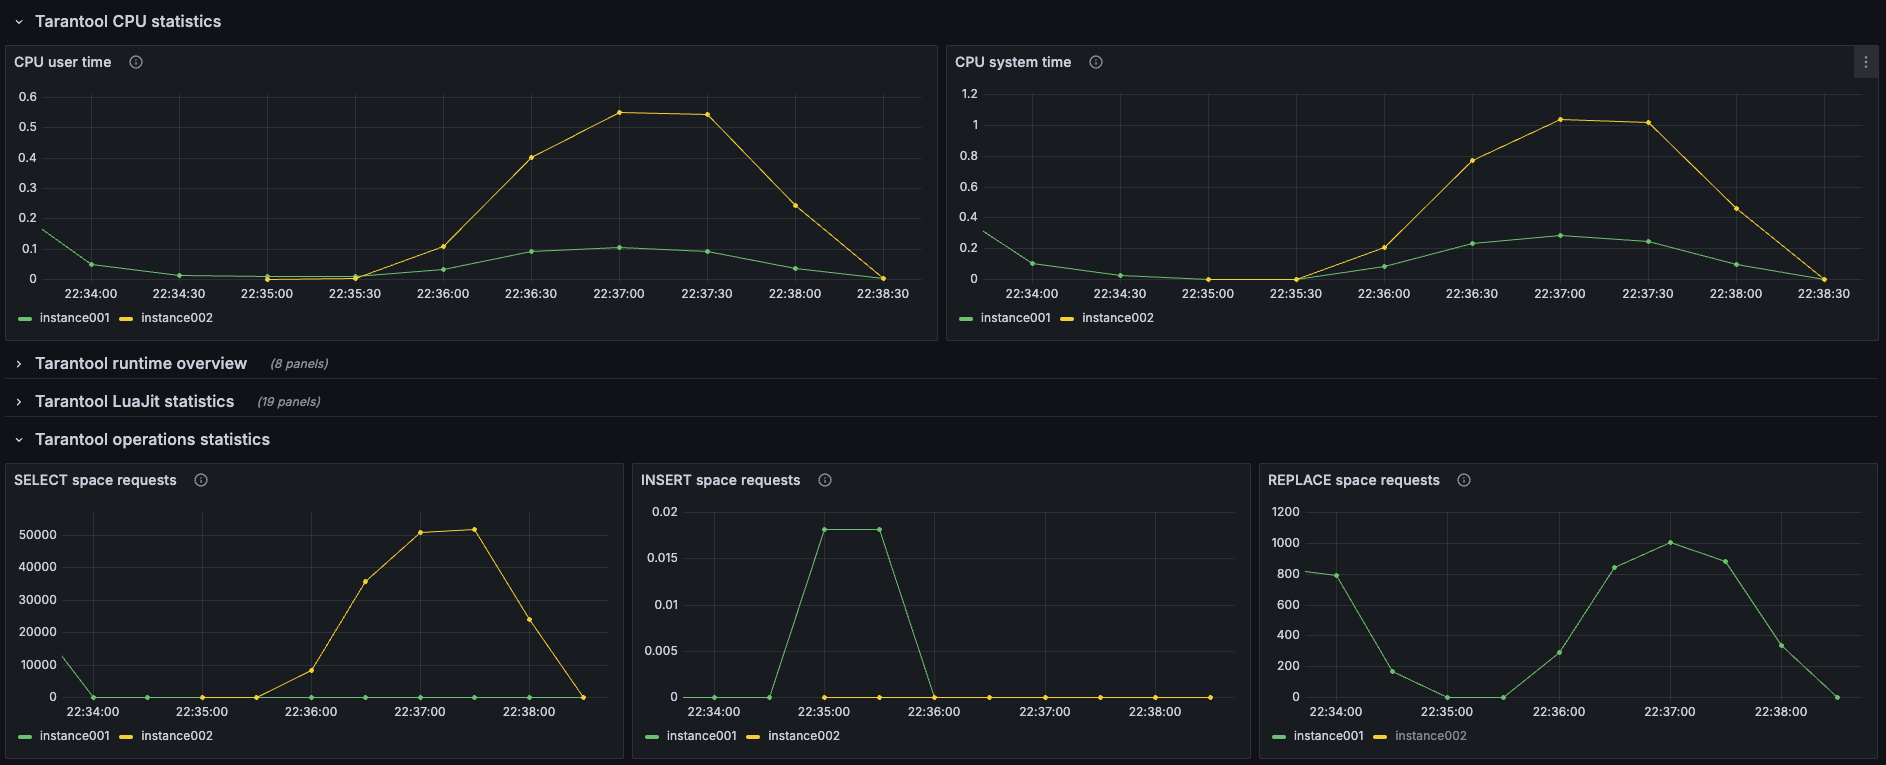 Tarantool CPU statistics
CPU user time
0.6
0.5
0.4
0.3
0.2
0.1
0
22:34:00 22:34:30 22:35:00 22:35:30 22:36:00 22:36:30 22:37:00 22:37:30 22:38:00 22:38:30
instance001 instance002
CPU system time
1.2
1
0.8
0.6
0.4
0.2
0
22:34:00 22:34:30 22:35:00 22:35:30 22:36:00 22:36:30 22:37:00 22:37:30 22:38:00 22:38:30
instance001 instance002
Tarantool runtime overview (8 panels)
Tarantool LuaJit statistics (19 panels)
Tarantool operations statistics
SELECT space requests
50000
40000
30000
20000
10000
0
22:34:00 22:35:00 22:36:00 22:37:00 22:38:00
instance001 instance002
INSERT space requests
0.02
0.015
0.01
0.005
0
22:34:00 22:35:00 22:36:00 22:37:00 22:38:00
instance001 instance002
REPLACE space requests
1200
1000
800
600
400
200
0
22:34:00 22:35:00 22:36:00 22:37:00 22:38:00
instance001 instance002